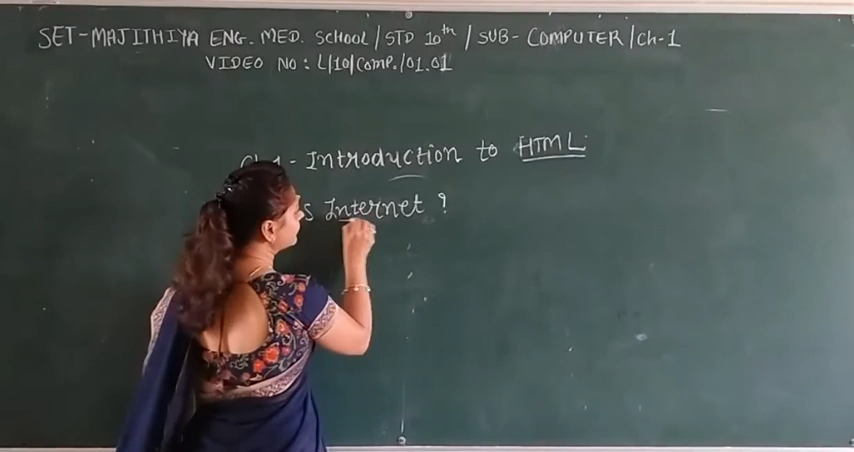 SET-MAJITHIYA ENG. MED. SCHOOL / STD 10th / SUB- COMPUTER / Ch-1
VIDEO NO : L/10/COMP./01.01
- Introduction to HTML
Internet ?